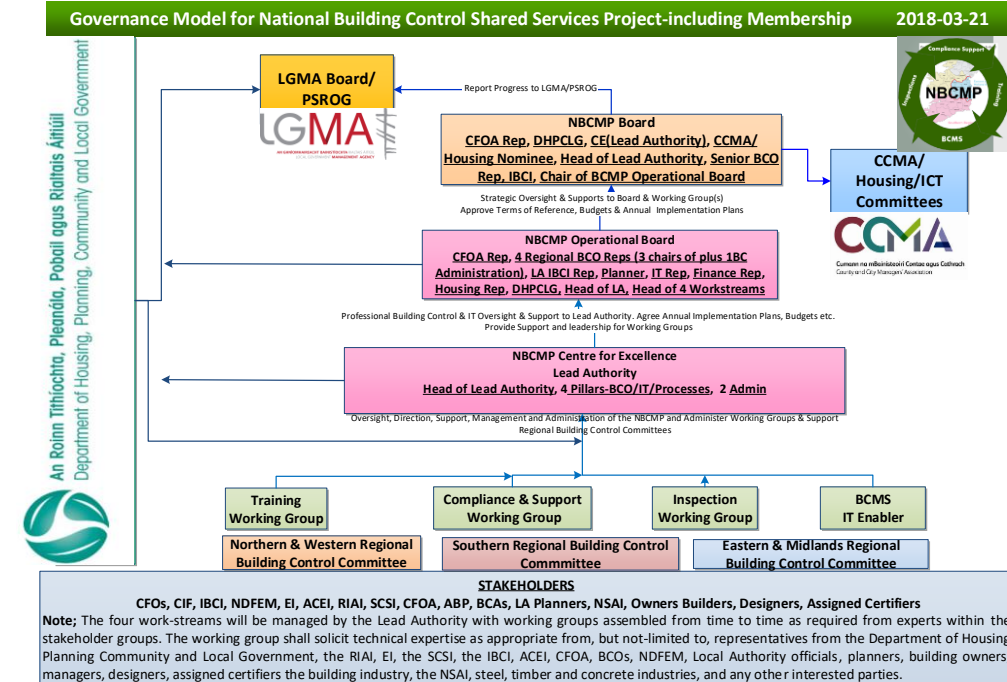 Governance Model for National Building Control Shared Services Project-including Membership 2018-03-21
An Roinn Tithíochta, Pleanála, Pobail agus Rialtais Áitiúil
Department of Housing, Planning, Community and Local Government
LGMA Board/
PSROG
LGMA
LOCAL GOVERNMENT MANAGEMENT AGENCY
Report Progress to LGMA/PSROG
NBCMP Board
CFOA Rep, DHPCLG, CE(Lead Authority), CCMA/
Housing Nominee, Head of Lead Authority, Senior BCO
Rep, IBCI, Chair of BCMP Operational Board
Compliance Support
Inspections
Training
NBCMP
BCMS
CCMA/
Housing/ICT
Committees
CCMA
Cumann na mBainisteoirí Contae agus Cathrach
County and City Managers' Association
Strategic Oversight & Supports to Board & Working Group(s)
Approve Terms of Reference, Budgets & Annual Implementation Plans
NBCMP Operational Board
CFOA Rep, 4 Regional BCO Reps (3 chairs of plus 1BC
Administration), LA IBCI Rep, Planner, IT Rep, Finance Rep,
Housing Rep, DHPCLG, Head of LA, Head of 4 Workstreams
Professional Building Control & IT Oversight & Support to Lead Authority. Agree Annual Implementation Plans, Budgets etc.
Provide Support and leadership for Working Groups
NBCMP Centre for Excellence
Lead Authority
Head of Lead Authority, 4 Pillars-BCO/IT/Processes, 2 Admin
Oversight, Direction, Support, Management and Administration of the NBCMP and Administer Working Groups & Support
Regional Building Control Committees
Training
Working Group
Compliance & Support
Working Group
Inspection
Working Group
BCMS
IT Enabler
Northern & Western Regional
Building Control Committee
Southern Regional Building Control
Commmittee
Eastern & Midlands Regional
Building Control Committee
STAKEHOLDERS
CFOs, CIF, IBCI, NDFEM, EI, ACEI, RIAI, SCSI, CFOA, ABP, BCAs, LA Planners, NSAI, Owners Builders, Designers, Assigned Certifiers
Note; The four work-streams will be managed by the Lead Authority with working groups assembled from time to time as required from experts within the
stakeholder groups. The working group shall solicit technical expertise as appropriate from, but not-limited to, representatives from the Department of Housing
Planning Community and Local Government, the RIAI, EI, the SCSI, the IBCI, ACEI, CFOA, BCOs, NDFEM, Local Authority officials, planners, building owners
managers, designers, assigned certifiers the building industry, the NSAI, steel, timber and concrete industries, and any other interested parties.